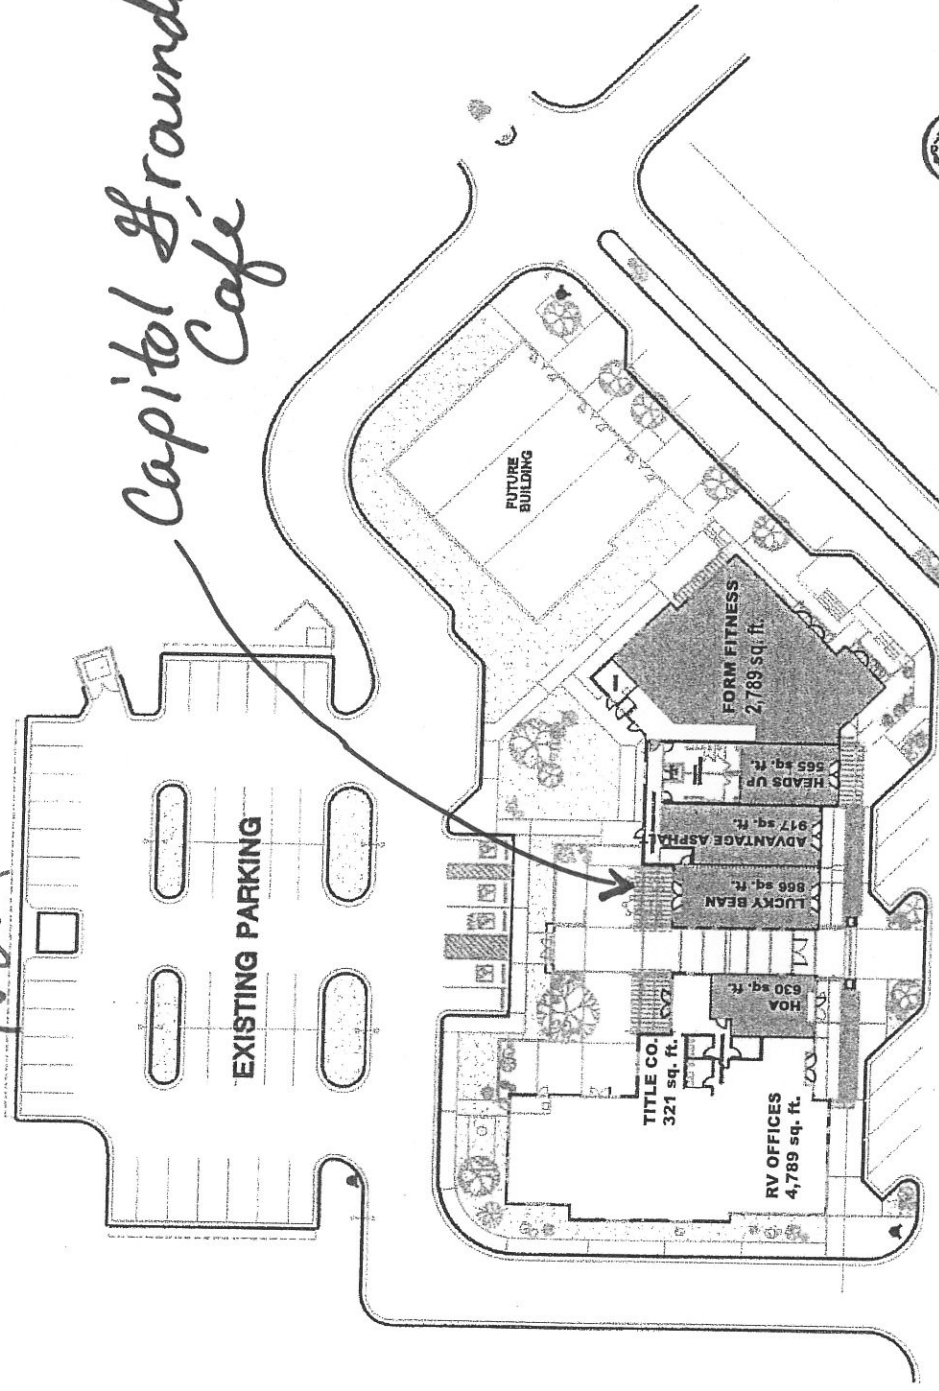 Capitol Ground
Café
EXISTING PARKING
FUTURE
BUILDING
FORM FITNESS
2,789 sq. ft.
HEADS UP
565 sq. ft.
ADVANTAGE ASPHAL
917 sq. ft.
LUCKY BEAN
866 sq. ft.
HOA
630 sq. ft.
TITLE CO.
321 sq. ft.
RV OFFICES
4,789 sq. ft.